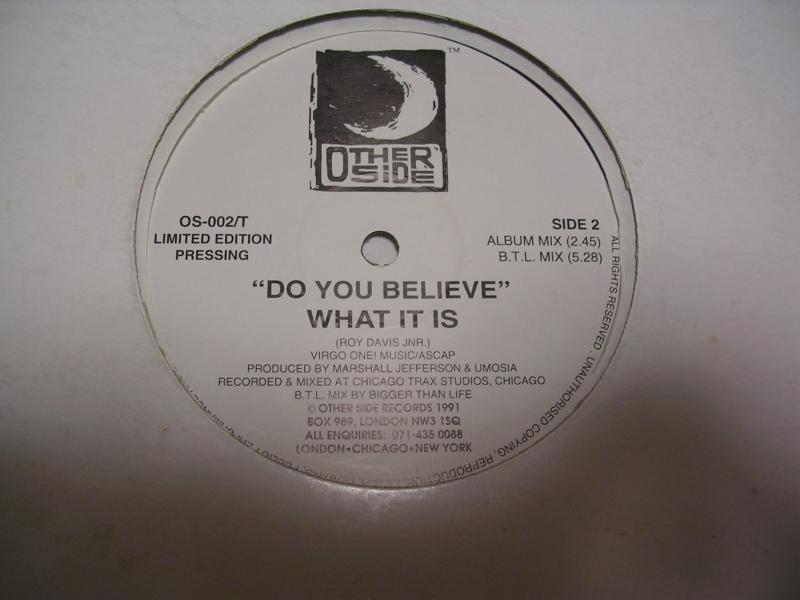 OTHER
SIDE
™
OS-002/T
LIMITED EDITION
PRESSING
SIDE 2
ALBUM MIX (2.45)
B.T.L. MIX (5.28)
"DO YOU BELIEVE"
WHAT IT IS
(ROY DAVIS JNR.)
VIRGO ONE! MUSIC/ASCAP
PRODUCED BY MARSHALL JEFFERSON & UMOSIA
RECORDED & MIXED AT CHICAGO TRAX STUDIOS, CHICAGO
B.T.L. MIX BY BIGGER THAN LIFE
© OTHER SIDE RECORDS 1991
BOX 989, LONDON NW3 1SQ
ALL ENQUIRIES: 071-435 0088
LONDON•CHICAGO•NEW YORK
ALL RIGHTS RESERVED. UNAUTHORISED COPYING, REPRODUCTION,